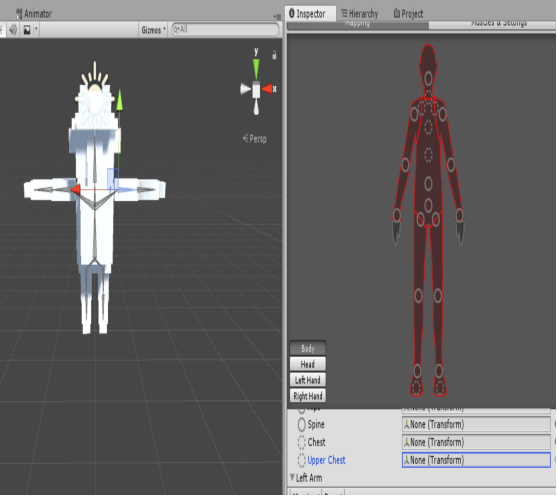 Animator
Gizmos
All
y
x
Persp
Inspector
Hierarchy
Project
Mapping
Muscles & Settings
Body
Head
Left Hand
Right Hand
Hips
None (Transform)
Spine
None (Transform)
Chest
None (Transform)
Upper Chest
None (Transform)
Left Arm